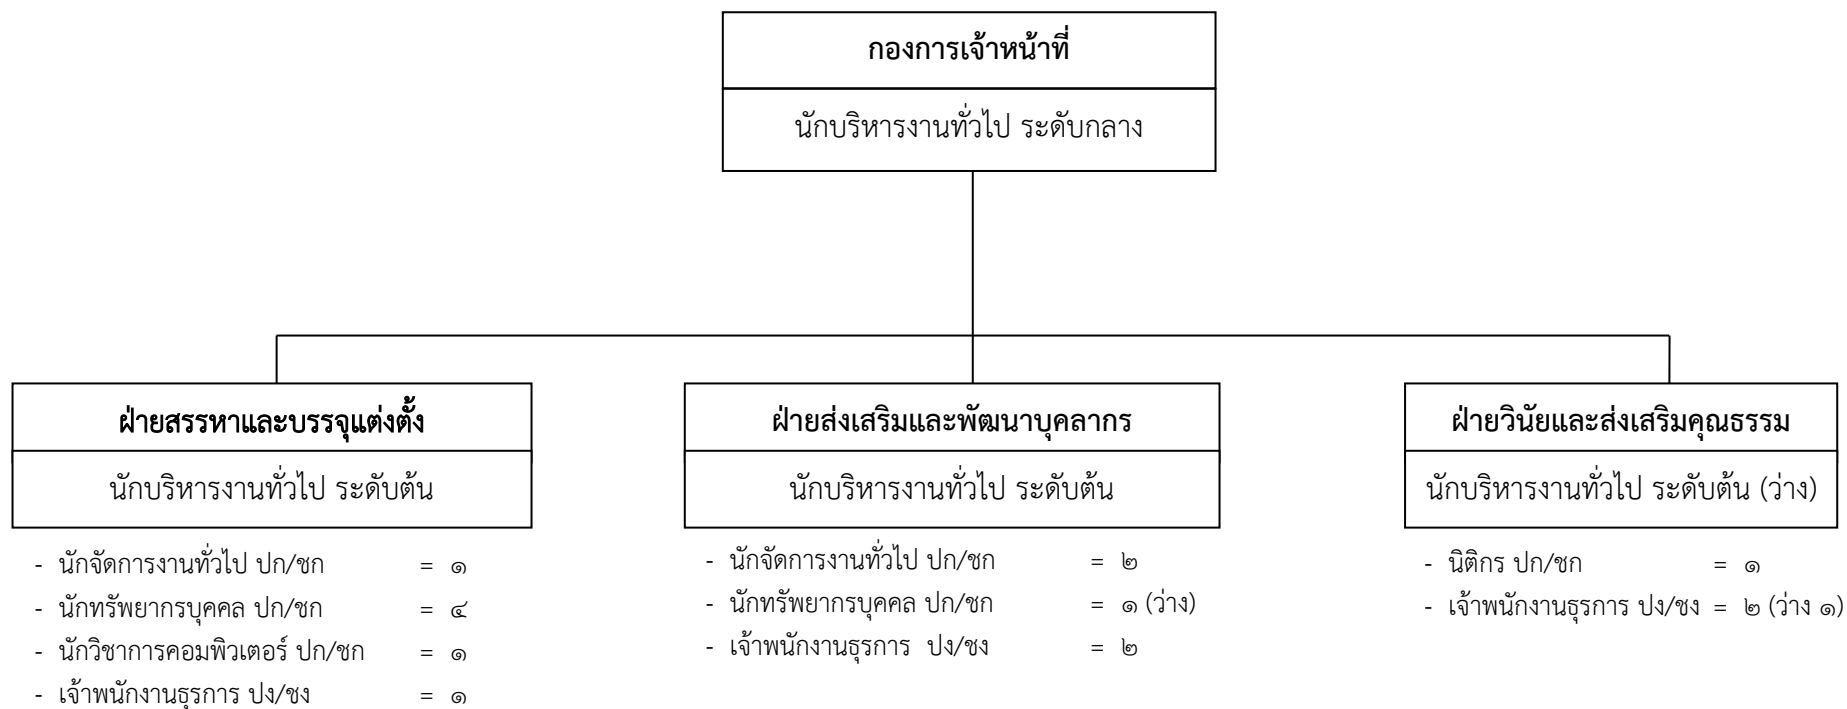 กองการเจ้าหน้าที่
นักบริหารงานทั่วไป ระดับกลาง
ฝ่ายสรรหาและบรรจุแต่งตั้ง
นักบริหารงานทั่วไป ระดับต้น
- นักจัดการงานทั่วไป ปก/ชก = ๑
- นักทรัพยากรบุคคล ปก/ชก = ๔
- นักวิชาการคอมพิวเตอร์ ปก/ชก = ๑
- เจ้าพนักงานธุรการ ปง/ชง = ๑
ฝ่ายส่งเสริมและพัฒนาบุคลากร
นักบริหารงานทั่วไป ระดับต้น
- นักจัดการงานทั่วไป ปก/ชก = ๒
- นักทรัพยากรบุคคล ปก/ชก = ๑ (ว่าง)
- เจ้าพนักงานธุรการ ปง/ชง = ๒
ฝ่ายวินัยและส่งเสริมคุณธรรม
นักบริหารงานทั่วไป ระดับต้น (ว่าง)
- นิติกร ปก/ชก = ๑
- เจ้าพนักงานธุรการ ปง/ชง = ๒ (ว่าง ๑)